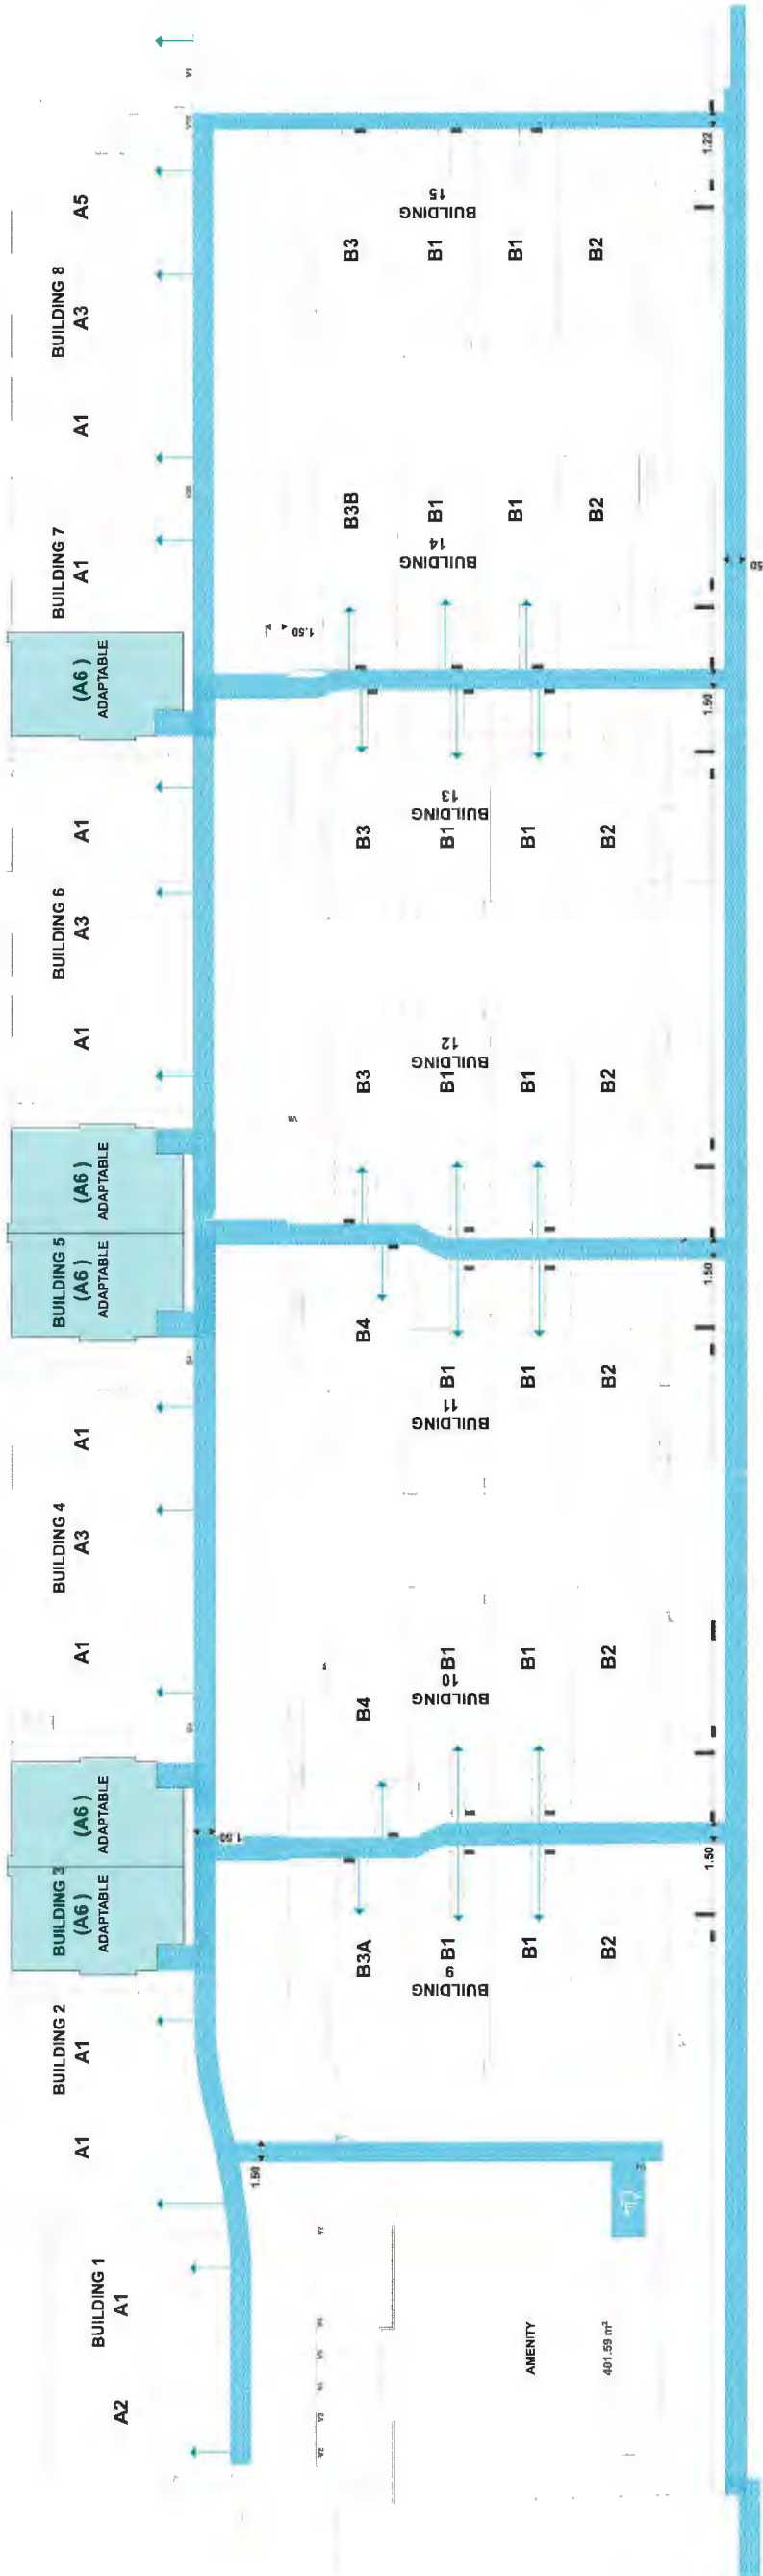 V1
A5
BUILDING 8
A3
A1
BUILDING 7
A1
(A6 )
ADAPTABLE
A1
BUILDING 6
A3
A1
(A6 )
ADAPTABLE
BUILDING 5
(A6 )
ADAPTABLE
A1
BUILDING 4
A3
A1
(A6 )
ADAPTABLE
BUILDING 3
(A6 )
ADAPTABLE
BUILDING 2
A1
A1
BUILDING 1
A1
A2
1.22
BUILDING
15
B3
B1
B1
B2
B3B
B1
B1
B2
BUILDING
14
1.50
1.50
BUILDING
13
B3
B1
B1
B2
BUILDING
12
B3
B1
B1
B2
1.50
B4
B1
B1
B2
BUILDING
11
B4
B1
B1
B2
BUILDING
10
1.50
B3A
B1
B1
B2
BUILDING
9
1.50
V7
V3
V2
AMENITY
401.59 m²